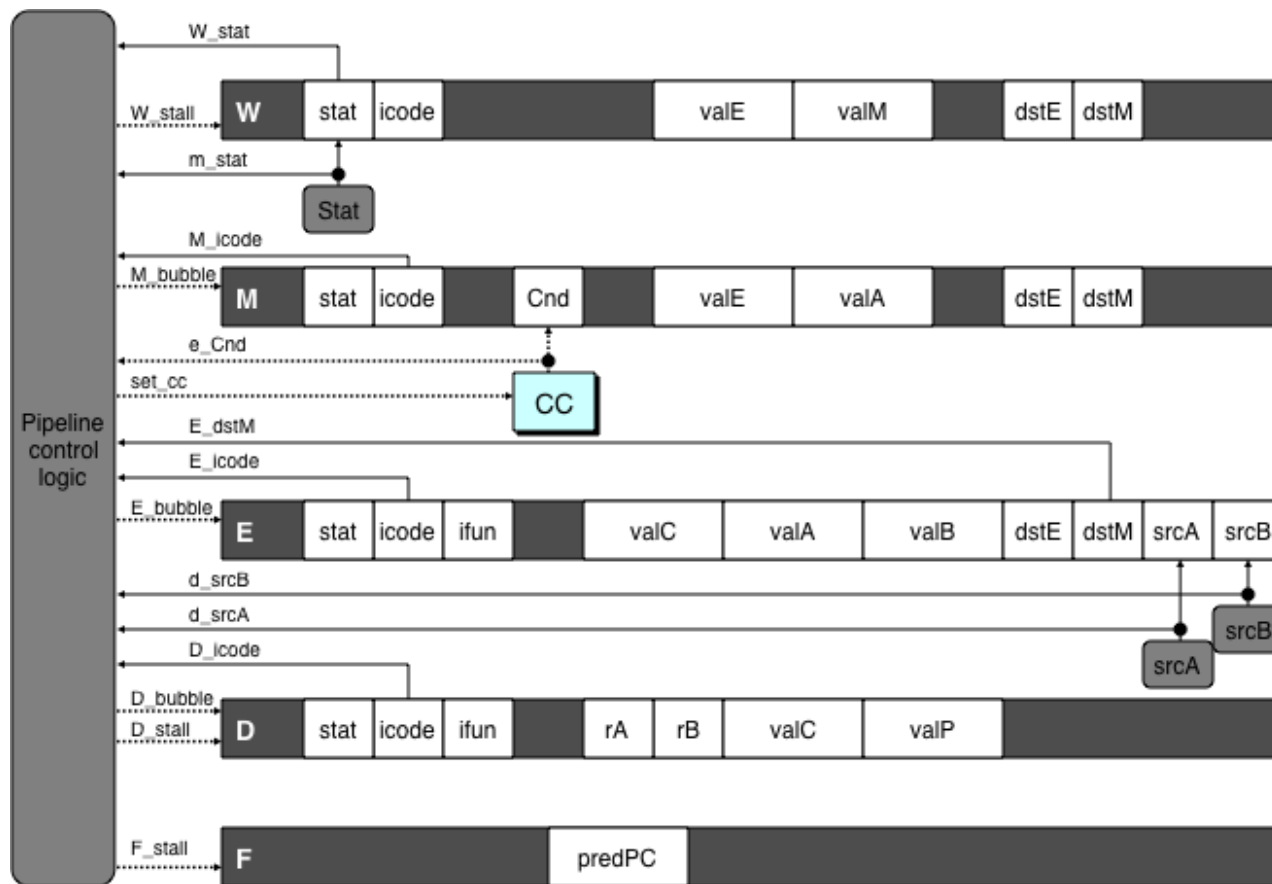 W_stat
W_stall
W stat icode valE valM dstE dstM
m_stat
Stat
M_icode
M_bubble
M stat icode Cnd valE valA dstE dstM
e_Cnd
set_cc
CC
Pipeline
control
logic
E_dstM
E_icode
E_bubble
E stat icode ifun valC valA valB dstE dstM srcA srcB
d_srcB
d_srcA
srcB
D_icode
srcA
D_bubble
D_stall
D stat icode ifun rA rB valC valP
F_stall
F predPC